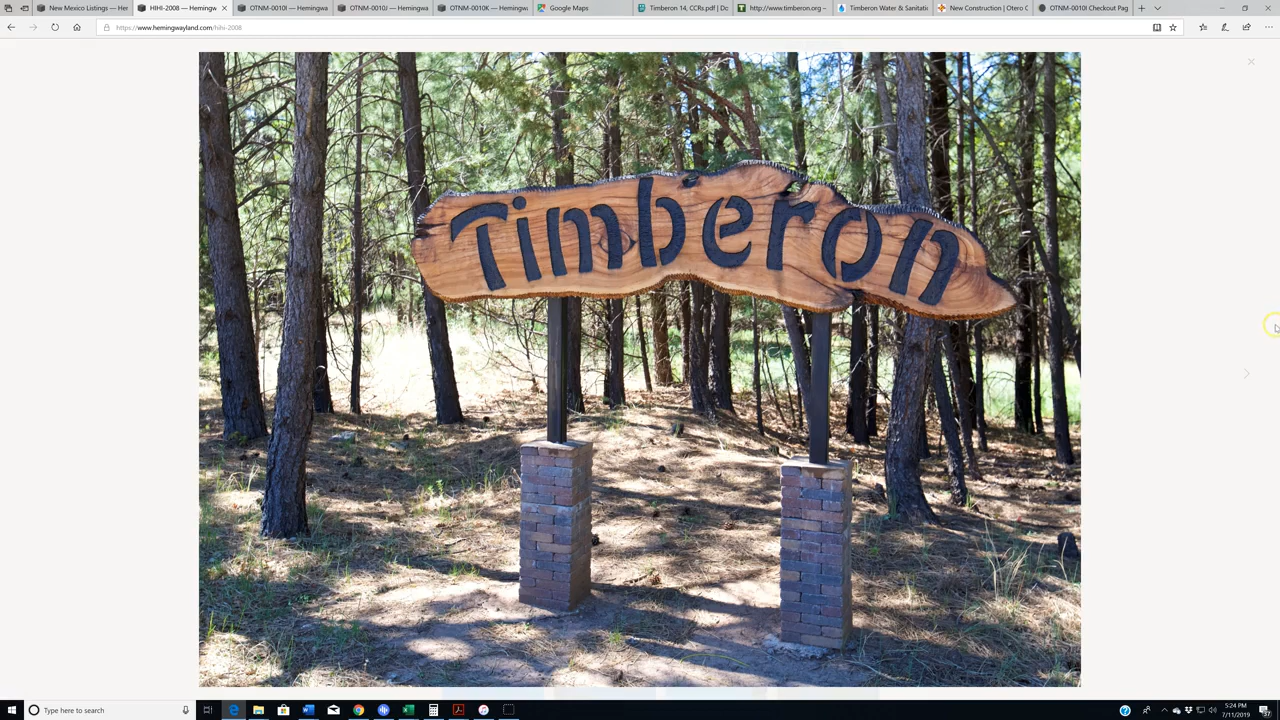 New Mexico Listings — Her
HIHI-2008 — Hemingw
OTNM-0010I — Hemingwa
OTNM-0010J — Hemingwa
OTNM-0010K — Hemingwa
Google Maps
Timberon 14, CCRs.pdf | Do
http://www.timberon.org –
Timberon Water & Sanitati
New Construction | Otero C
OTNM-0010I Checkout Pag
https://www.hemingwayland.com/hihi-2008
Timberon
Type here to search
5:24 PM
7/11/2019